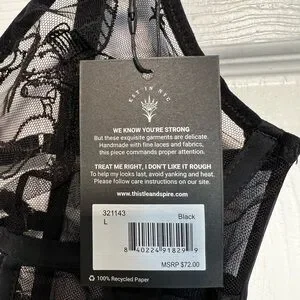 EST IN NYC
WE KNOW YOU'RE STRONG
But these exquisite garments are delicate.
Handmade with fine laces and fabrics,
this piece commands proper attention.
TREAT ME RIGHT, I DON'T LIKE IT ROUGH
To help my looks last, avoid yanking and heat.
Please follow care instructions on our site.
www.thistleandspire.com
321143
L
Black
8 40224 91829 9
MSRP $72.00
100% Recycled Paper